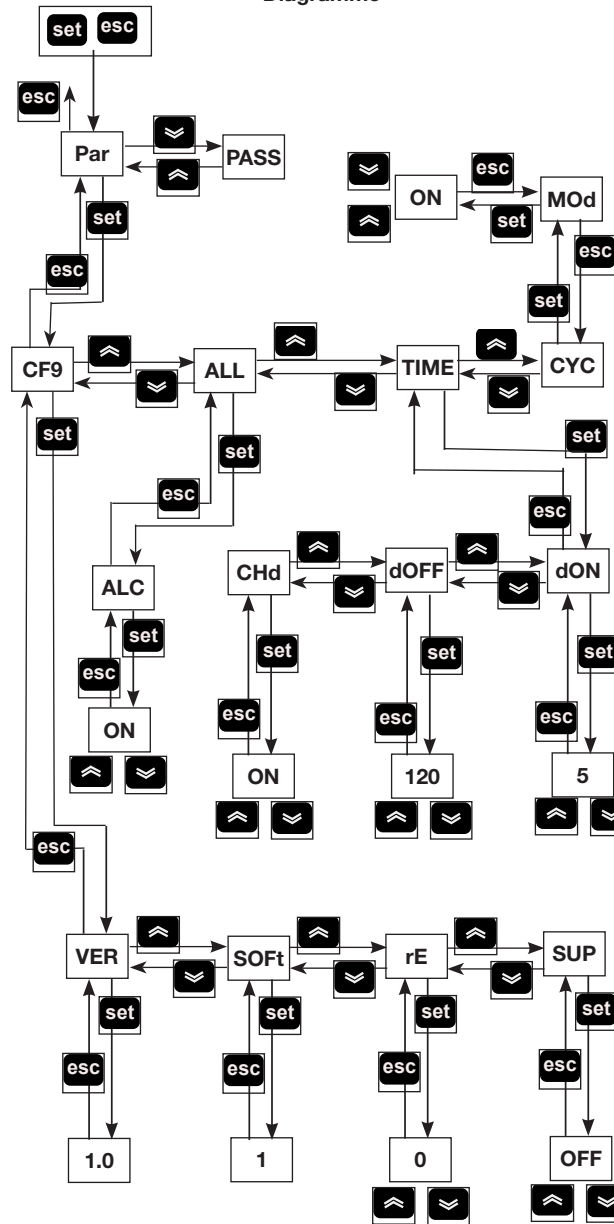 Diagramme
set esc
esc
Par
PASS
set
esc
ON
esc
MOd
set
esc
set
CF9
ALL
TIME
CYC
set
set
set
esc
esc
ALC
CHd
dOFF
dON
set
set
set
set
esc
esc
esc
esc
ON
ON
120
5
esc
VER
SOFt
rE
SUP
set
set
set
set
esc
esc
esc
esc
1.0
1
0
OFF